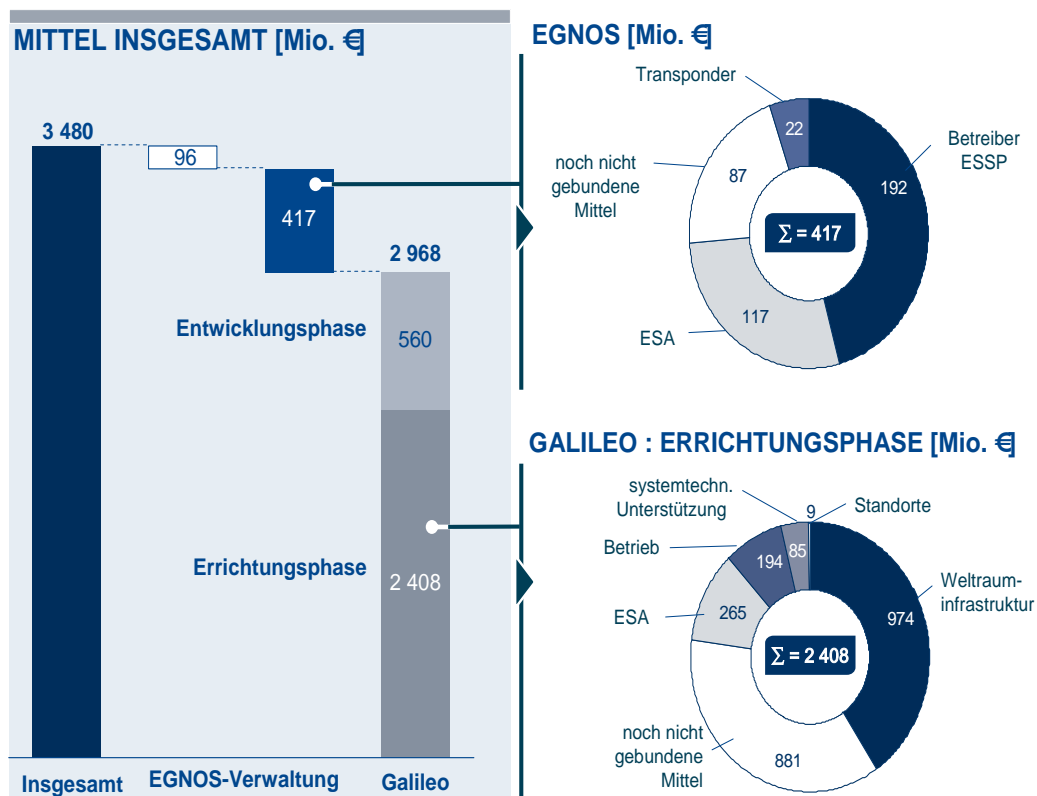 MITTEL INSGESAMT [Mio. €]
3 480
96
417
2 968
Entwicklungsphase
560
Errichtungsphase
2 408
Insgesamt
EGNOS-Verwaltung
Galileo
EGNOS [Mio. €]
Transponder
22
Betreiber
ESSP
192
noch nicht
gebundene
Mittel
87
∑ = 417
117
ESA
GALILEO : ERRICHTUNGSPHASE [Mio. €]
systemtechn.
Unterstützung
9
Standorte
Betrieb
194
85
Weltraum-
infrastruktur
974
ESA
265
∑ = 2 408
noch nicht
gebundene
Mittel
881